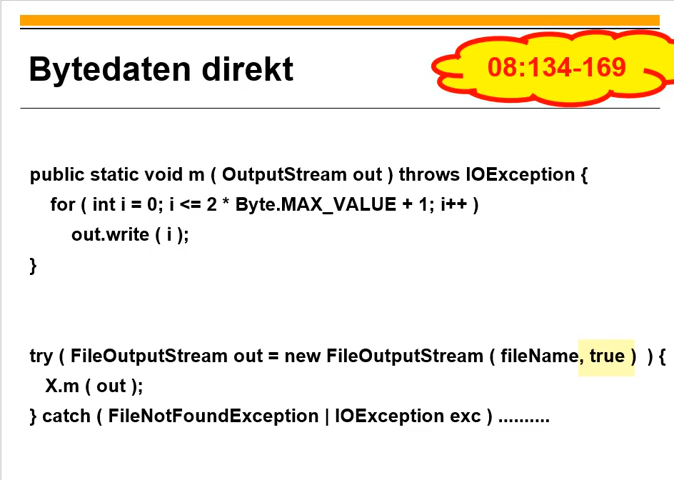 Bytedaten direkt
08:134-169
public static void m ( OutputStream out ) throws IOException {
for ( int i = 0; i <= 2 * Byte.MAX_VALUE + 1; i++ )
out.write ( i );
}
try ( FileOutputStream out = new FileOutputStream ( fileName, true ) ) {
X.m ( out );
} catch ( FileNotFoundException | IOException exc ) ..........